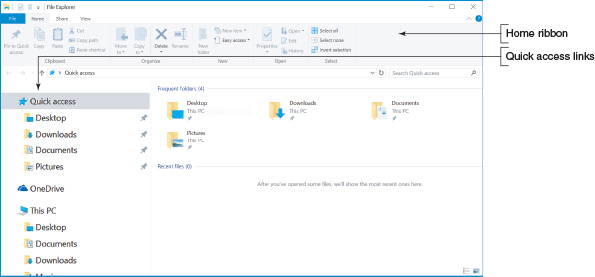 File Explorer
File Home Share View
Pin to Quick access
Copy
Paste
Cut
Copy path
Paste shortcut
Move to
Copy to
Delete
Rename
New folder
New item
Easy access
Properties
Open
Edit
History
Select all
Select none
Invert selection
Clipboard Organize New Open Select
Quick access
Search Quick access
Quick access
Desktop
Downloads
Documents
Pictures
OneDrive
This PC
Desktop
Documents
Downloads
Frequent folders (4)
Desktop
This PC
Downloads
This PC
Documents
This PC
Pictures
This PC
Recent files (0)
After you've opened some files, we'll show the most recent ones here.
Home ribbon
Quick access links